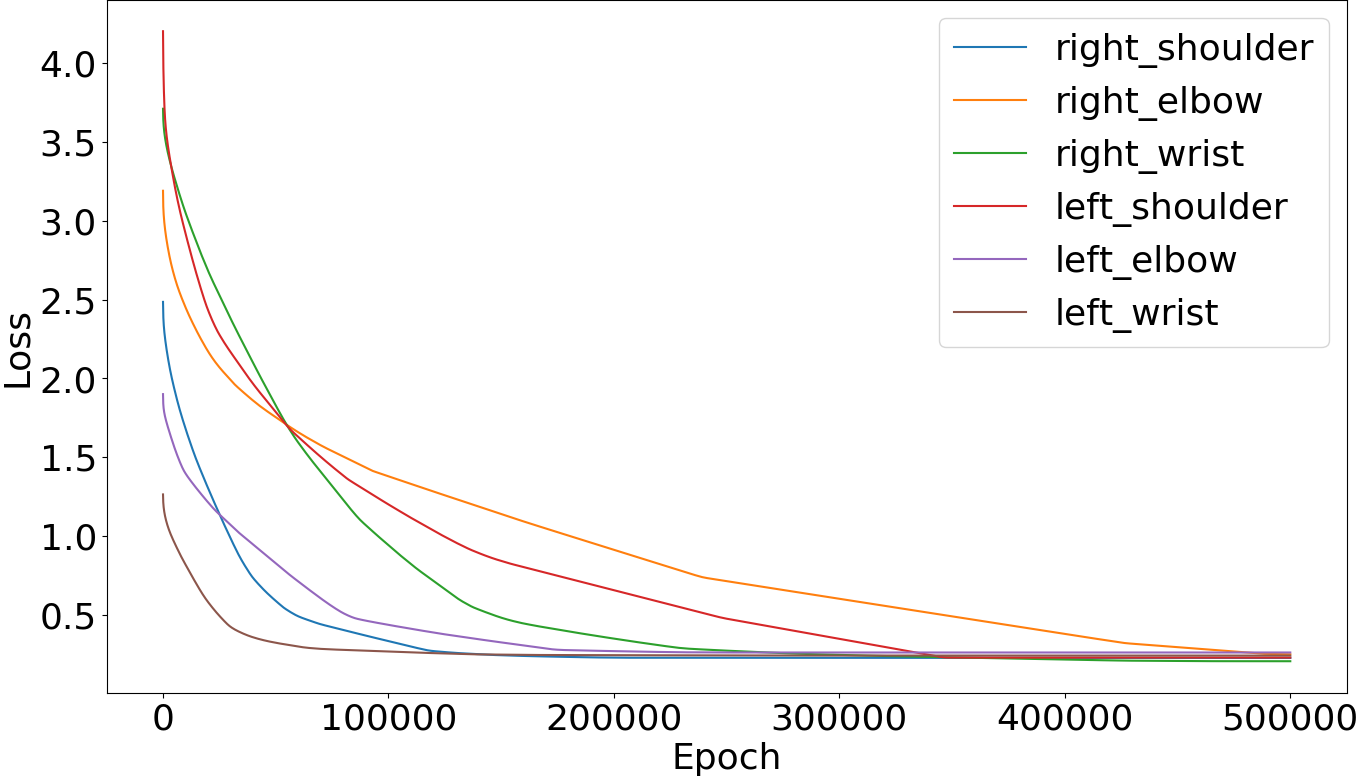 4.0
3.5
3.0
2.5
2.0
1.5
1.0
0.5
Loss
0 100000 200000 300000 400000 500000
Epoch
right_shoulder
right_elbow
right_wrist
left_shoulder
left_elbow
left_wrist